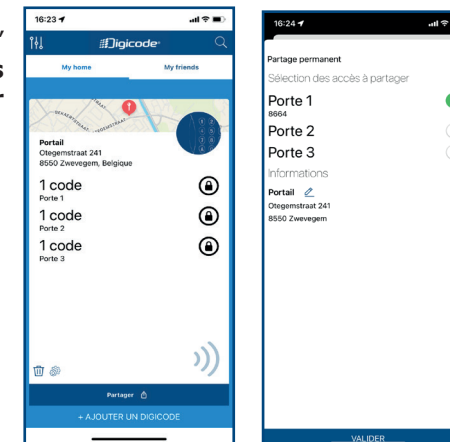 16:23
Digicode
My home
My friends
Portail
Otegemstraat 241
8550 Zwevegem, Belgique
1 code
Porte 1
1 code
Porte 2
1 code
Porte 3
Partager
+ AJOUTER UN DIGICODE
16:24
Partage permanent
Sélection des accès à partager
Porte 1
8664
Porte 2
Porte 3
Informations
Portail
Otegemstraat 241
8550 Zwevegem
VALIDER